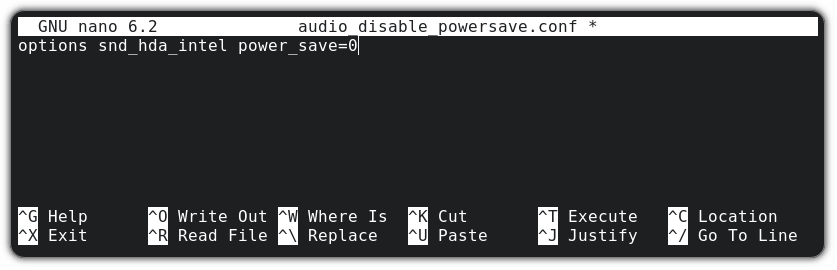 GNU nano 6.2 audio_disable_powersave.conf *
options snd_hda_intel power_save=0
^G Help ^O Write Out ^W Where Is ^K Cut ^T Execute ^C Location
^X Exit ^R Read File ^\ Replace ^U Paste ^J Justify ^/ Go To Line